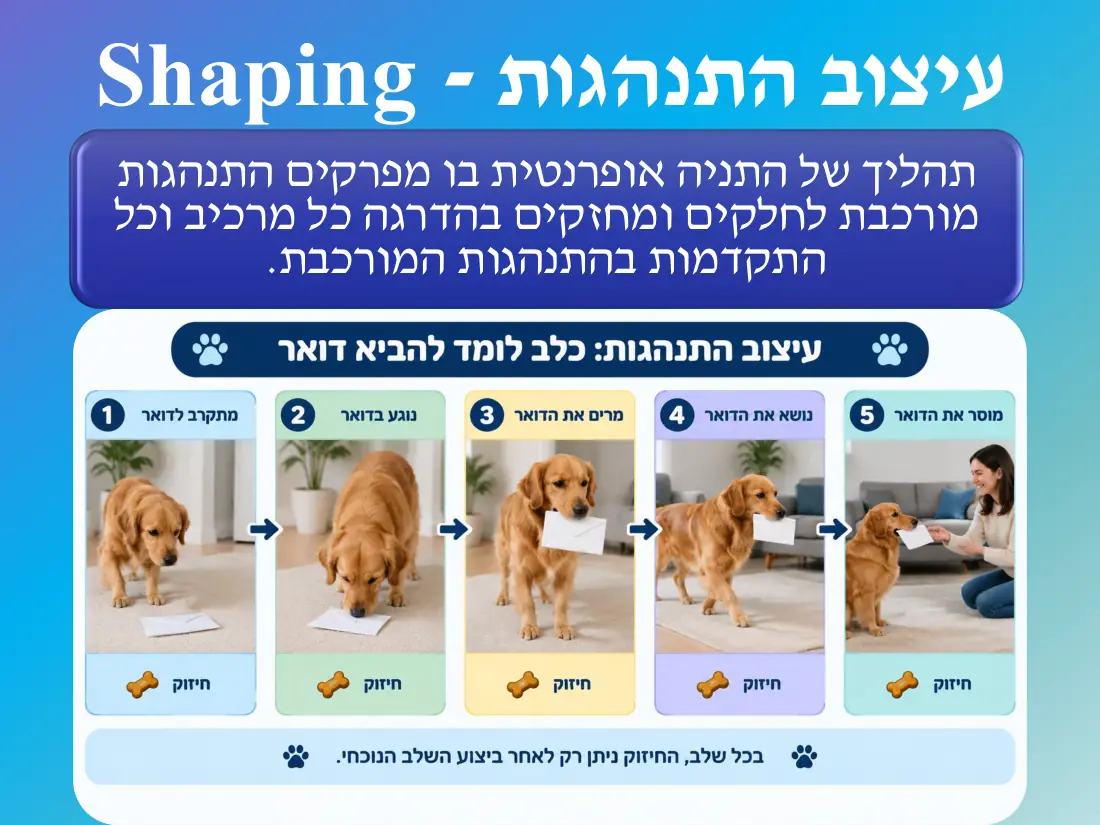 עיצוב התנהגות - Shaping
תהליך של התניה אופרנטית בו מפרקים התנהגות
מורכבת לחלקים ומחזקים בהדרגה כל מרכיב וכל
התקדמות בהתנהגות המורכבת.
עיצוב התנהגות: כלב לומד להביא דואר
1 מתקרב לדואר
2 נוגע בדואר
3 מרים את הדואר
4 נושא את הדואר
5 מוסר את הדואר
חיזוק
חיזוק
חיזוק
חיזוק
חיזוק
בכל שלב, החיזוק ניתן רק לאחר ביצוע השלב הנוכחי.